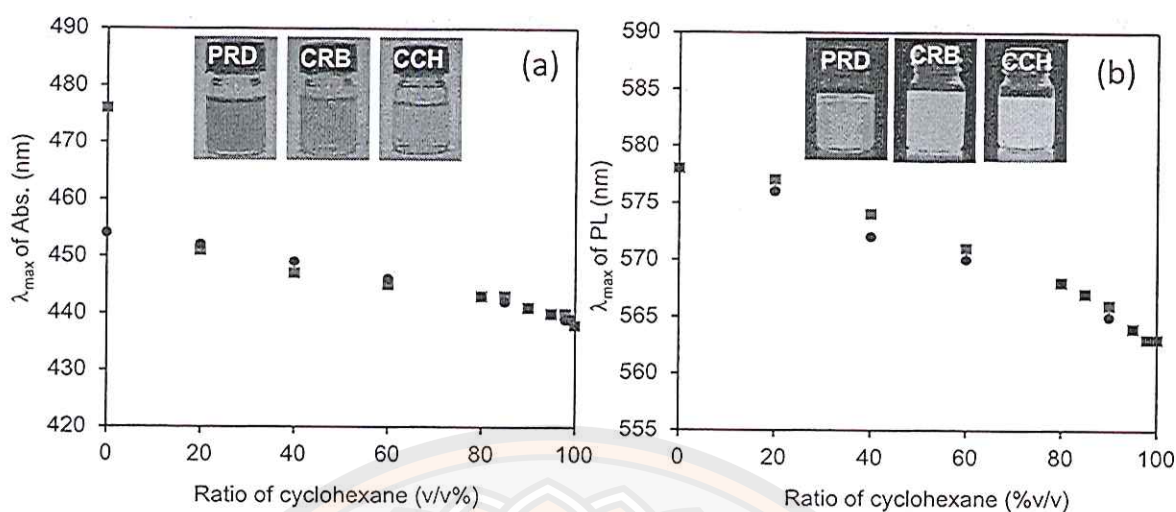 (a)
PRD CRB CCH
490
480
470
460
450
440
430
420
λmax of Abs. (nm)
0 20 40 60 80 100
Ratio of cyclohexane (v/v%)
(b)
PRD CRB CCH
590
585
580
575
570
565
560
555
λmax of PL (nm)
0 20 40 60 80 100
Ratio of cyclohexane (%v/v)